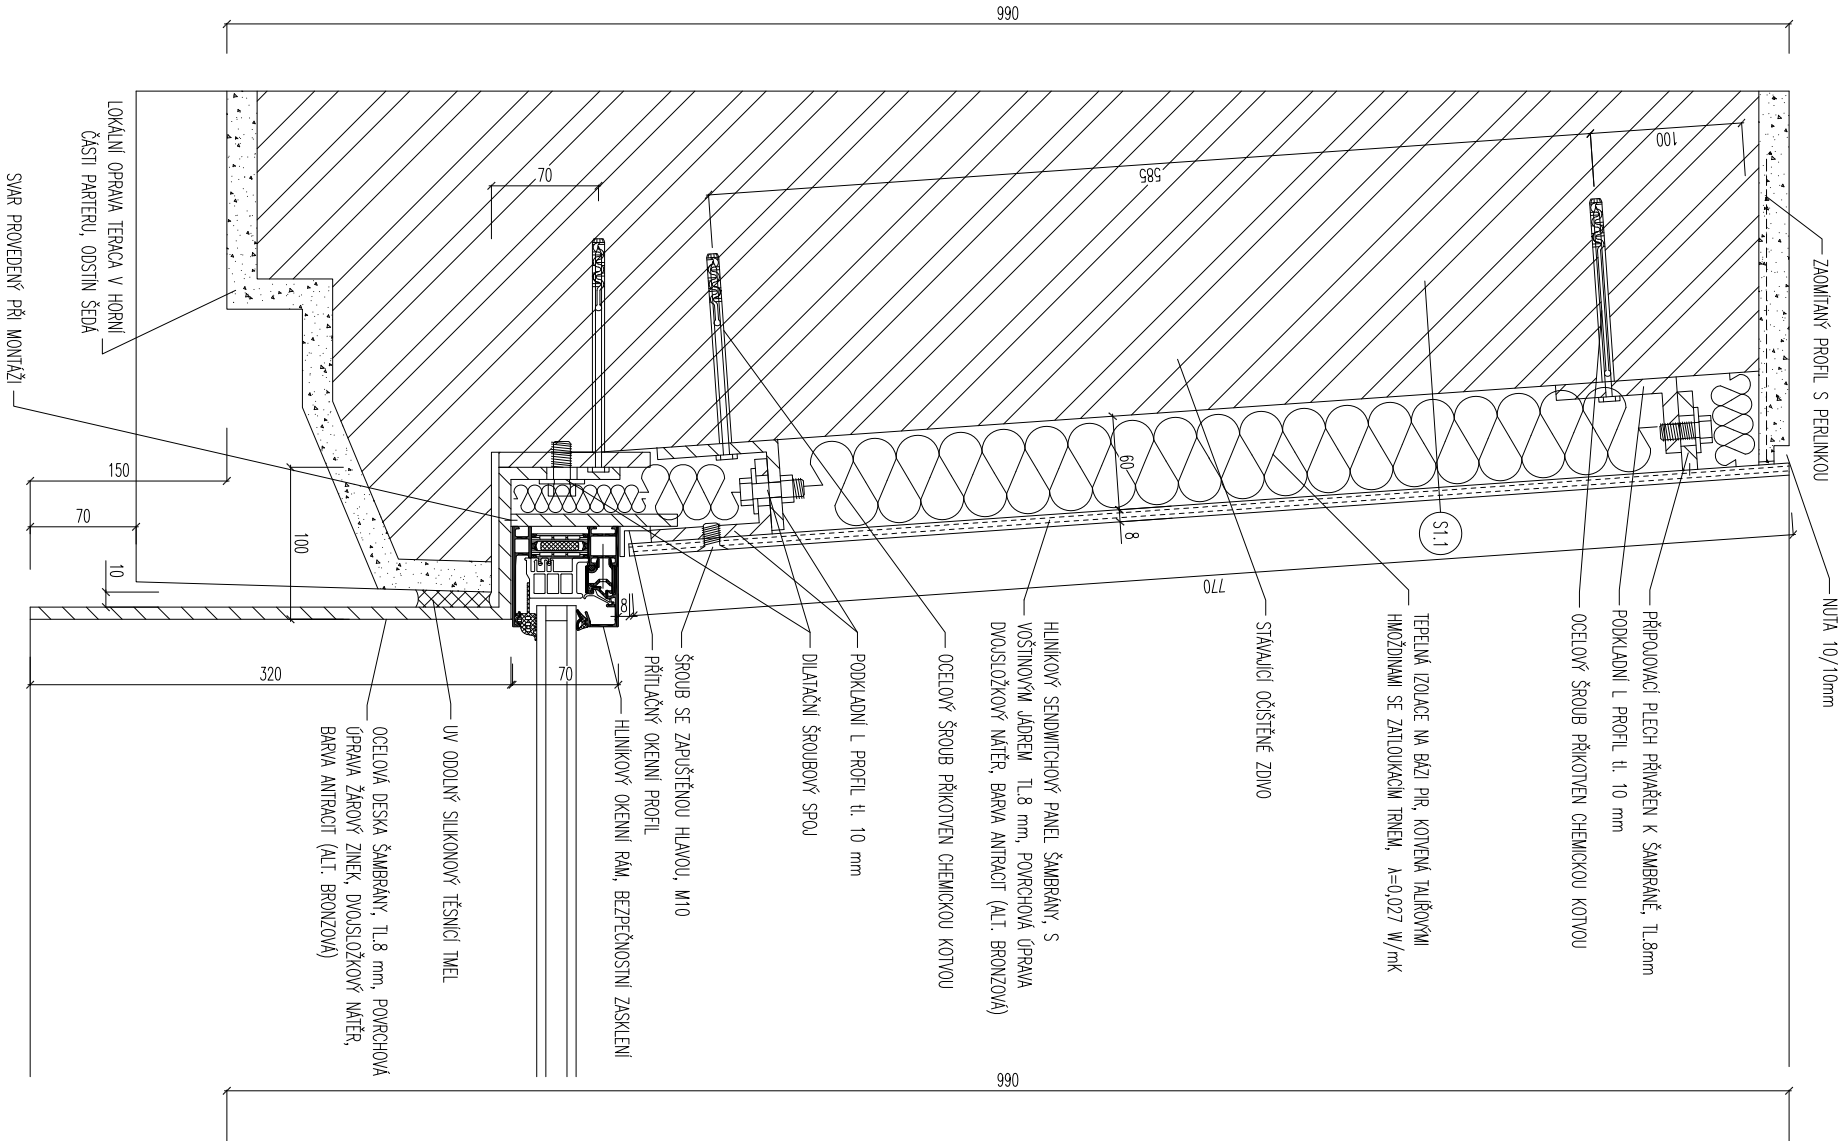 990
LOKÁLNÍ OPRAVA TERACA V HORNÍ
ČÁSTI PARTERU, ODSTÍN ŠEDÁ
SVAR PROVEDENÝ PŘI MONTÁŽI
70
585
100
ZAOMÍTANÝ PROFIL S PERLINKOU
NUTA 10/10mm
150
70
100
10
60
8
S1.1
770
8
320
70
PŘIPOJOVACÍ PLECH PŘIVAŘEN K ŠAMBRÁNĚ, TL.8mm
PODKLADNÍ L PROFIL tl. 10 mm
OCELOVÝ ŠROUB PŘIKOTVEN CHEMICKOU KOTVOU
TEPELNÁ IZOLACE NA BÁZI PIR, KOTVENÁ TALÍŘOVÝMI
HMOŽDINAMI SE ZATLOUKACÍM TRNEM, λ=0,027 W/mK
STÁVAJÍCÍ OČIŠTĚNÉ ZDIVO
HLINÍKOVÝ SENDWITCHOVÝ PANEL ŠAMBRÁNY, S
VOŠTINOVÝM JÁDREM TL.8 mm, POVRCHOVÁ ÚPRAVA
DVOJSLOŽKOVÝ NÁTĚR, BARVA ANTRACIT (ALT. BRONZOVÁ)
OCELOVÝ ŠROUB PŘIKOTVEN CHEMICKOU KOTVOU
PODKLADNÍ L PROFIL tl. 10 mm
DILATAČNÍ ŠROUBOVÝ SPOJ
ŠROUB SE ZAPUŠTĚNOU HLAVOU, M10
PŘÍTLAČNÝ OKENNÍ PROFIL
HLINÍKOVÝ OKENNÍ RÁM, BEZPEČNOSTNÍ ZASKLENÍ
UV ODOLNÝ SILIKONOVÝ TĚSNÍCÍ TMEL
OCELOVÁ DESKA ŠAMBRÁNY, TL.8 mm, POVRCHOVÁ
ÚPRAVA ŽÁROVÝ ZINEK, DVOJSLOŽKOVÝ NÁTĚR,
BARVA ANTRACIT (ALT. BRONZOVÁ)
990